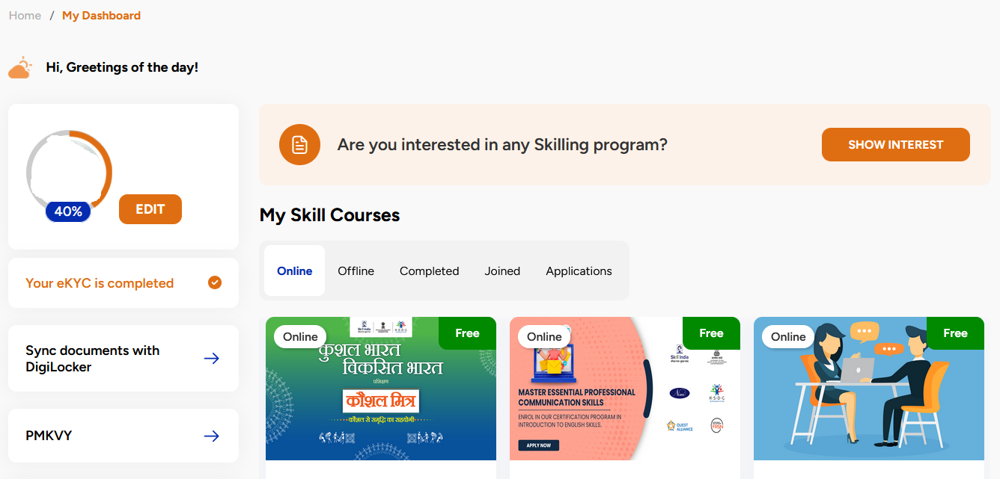 Home / My Dashboard
Hi, Greetings of the day!
40%
EDIT
Your eKYC is completed
Sync documents with
DigiLocker
PMKVY
Are you interested in any Skilling program?
SHOW INTEREST
My Skill Courses
Online
Offline
Completed
Joined
Applications
Online
Free
Skill India
N·S·D·C
कुशल भारत
विकसित भारत
प्रशिक्षण
कौशल मित्र
कौशल से समृद्धि का सहयोगी
Online
Free
MASTER ESSENTIAL PROFESSIONAL
COMMUNICATION SKILLS
ENROL IN OUR CERTIFICATION PROGRAM IN
INTRODUCTION TO ENGLISH SKILLS.
APPLY NOW
Skill India
N·S·D·C
QUEST
ALLIANCE
Online
Free